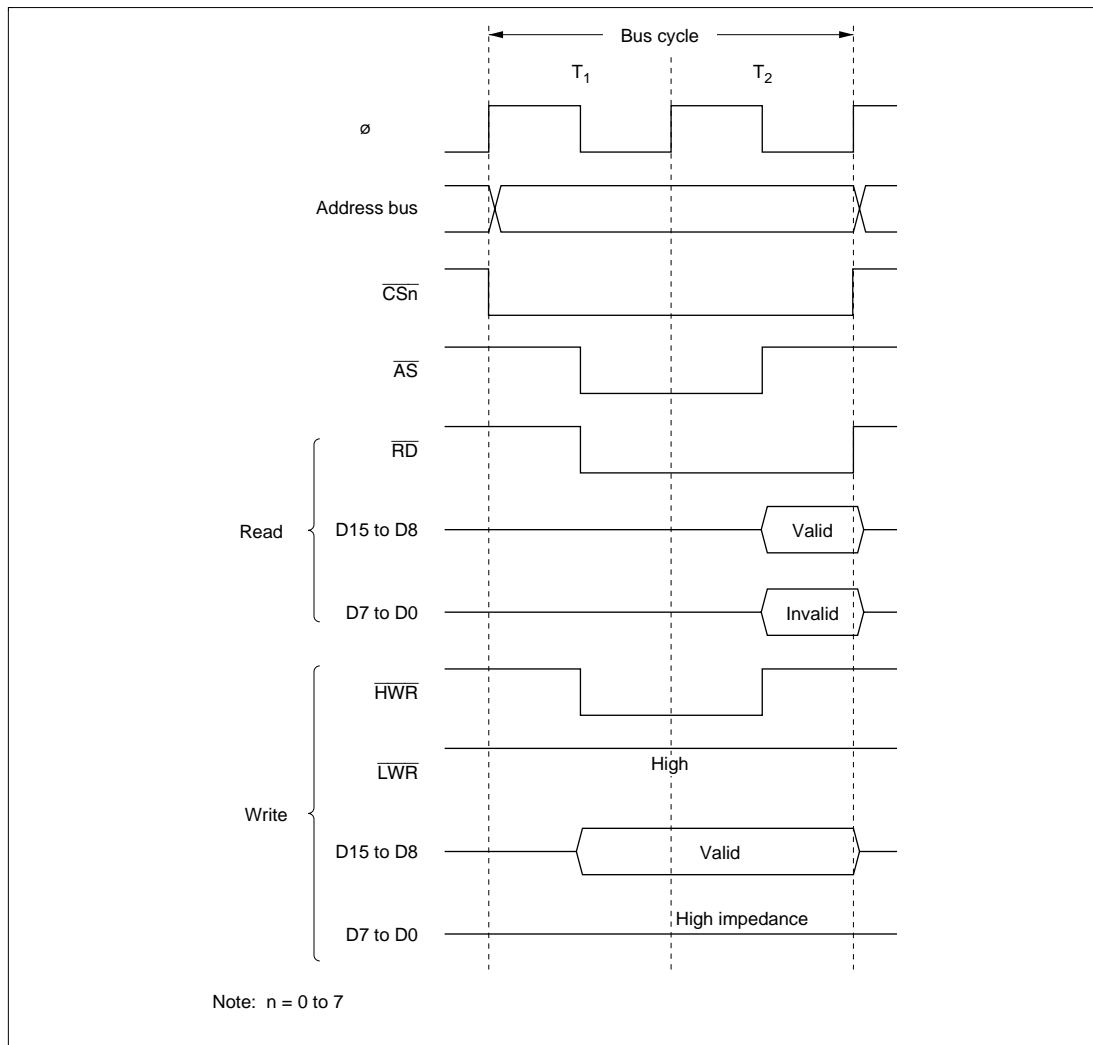 Bus cycle
T1 T2
ø
Address bus
CSn
AS
RD
Read
D15 to D8 Valid
D7 to D0 Invalid
HWR
LWR High
Write
D15 to D8 Valid
D7 to D0 High impedance
Note: n = 0 to 7